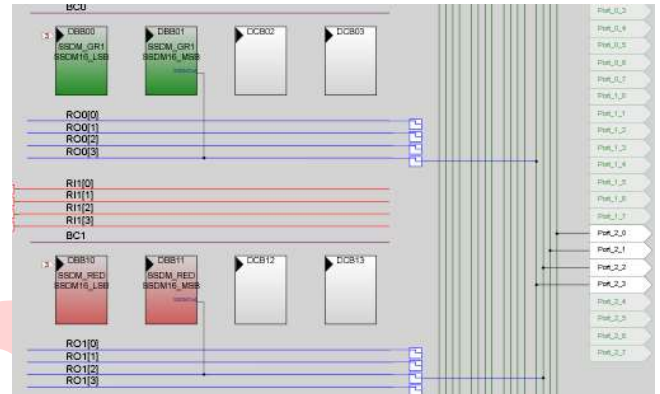 BC0
DBB00
SSDM_GR1
SSDM16_LSB
DBB01
SSDM_GR1
SSDM16_MSB
DCB02
DCB03
RO0[0]
RO0[1]
RO0[2]
RO0[3]
RI1[0]
RI1[1]
RI1[2]
RI1[3]
BC1
DBB10
SSDM_RED
SSDM16_LSB
DBB11
SSDM_RED
SSDM16_MSB
DCB12
DCB13
RO1[0]
RO1[1]
RO1[2]
RO1[3]
Port_0_3
Port_0_4
Port_0_5
Port_0_6
Port_0_7
Port_1_0
Port_1_1
Port_1_2
Port_1_3
Port_1_4
Port_1_5
Port_1_6
Port_1_7
Port_2_0
Port_2_1
Port_2_2
Port_2_3
Port_2_4
Port_2_5
Port_2_6
Port_2_7